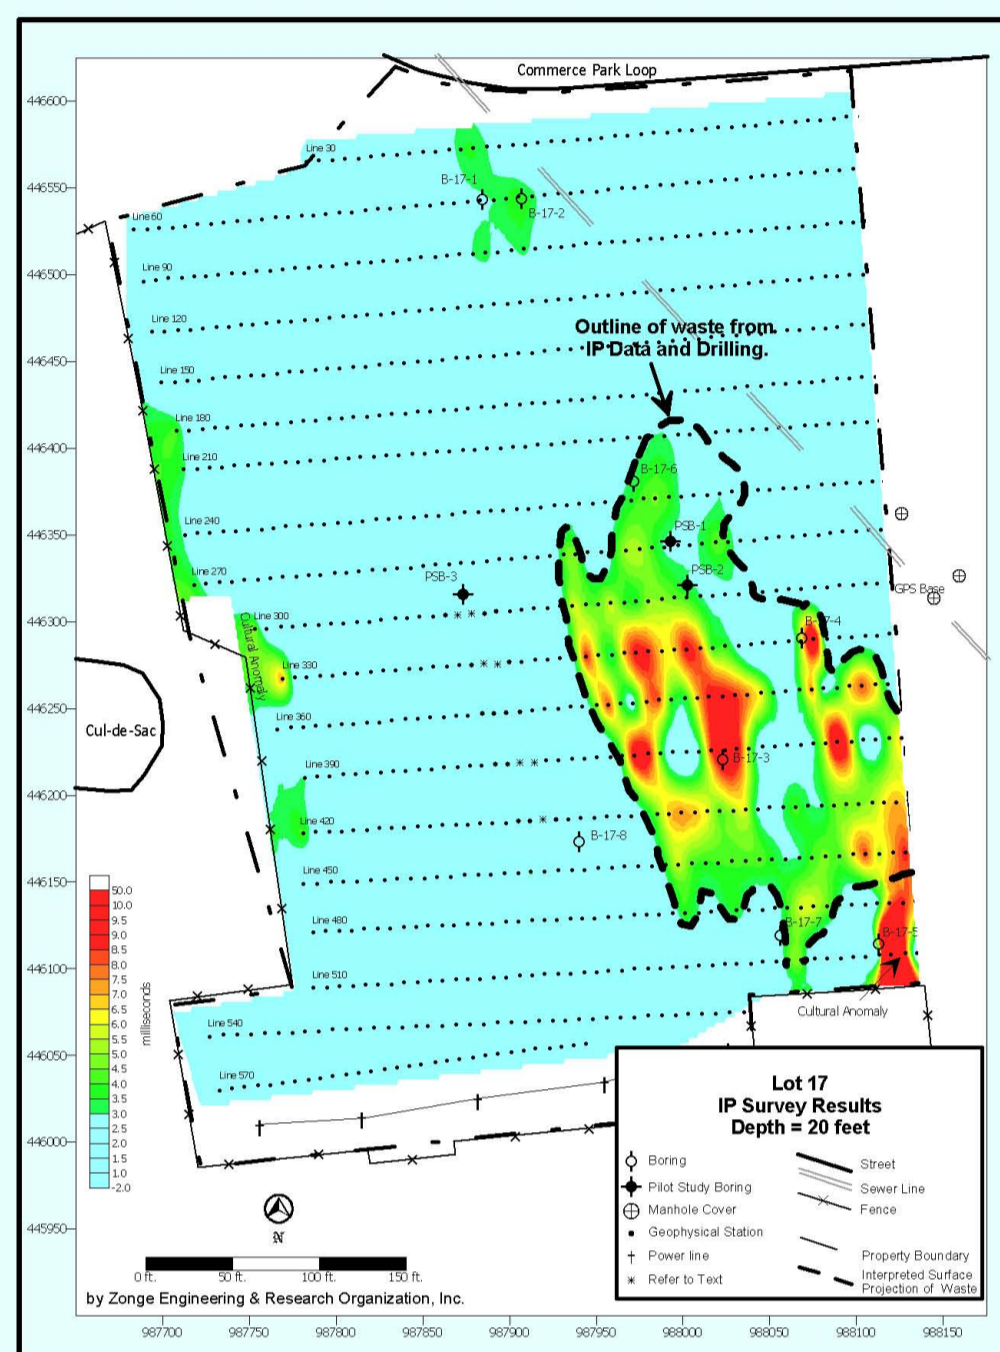 Commerce Park Loop
446600
Line 30
B-17-1
446550
Line 60
B-17-2
Line 90
446500
Line 120
Outline of waste from
IP Data and Drilling.
446450
Line 150
Line 180
446400
Line 210
B-17-6
Line 240
PSB-1
446350
Line 270
PSB-2
PSB-3
GPS Base
446300
Line 300
B-17-4
Cultural Anomaly
Line 330
446250
Line 360
Cul-de-Sac
Line 390
B-17-3
446200
Line 420
B-17-8
Line 450
446150
Line 480
B-17-7
B-17-5
446100
Line 510
Cultural Anomaly
Line 540
446050
Line 570
446000
445950
50.0
10.0
9.5
9.0
8.5
8.0
7.5
7.0
6.5
6.0
5.5
5.0
4.5
4.0
3.5
3.0
2.5
2.0
1.5
1.0
-2.0
milliseconds
Lot 17
IP Survey Results
Depth = 20 feet
Boring
Pilot Study Boring
Manhole Cover
Geophysical Station
Power line
Refer to Text
Street
Sewer Line
Fence
Property Boundary
Interpreted Surface
Projection of Waste
N
0 ft. 50 ft. 100 ft. 150 ft.
by Zonge Engineering & Research Organization, Inc.
987700 987750 987800 987850 987900 987950 988000 988050 988100 988150